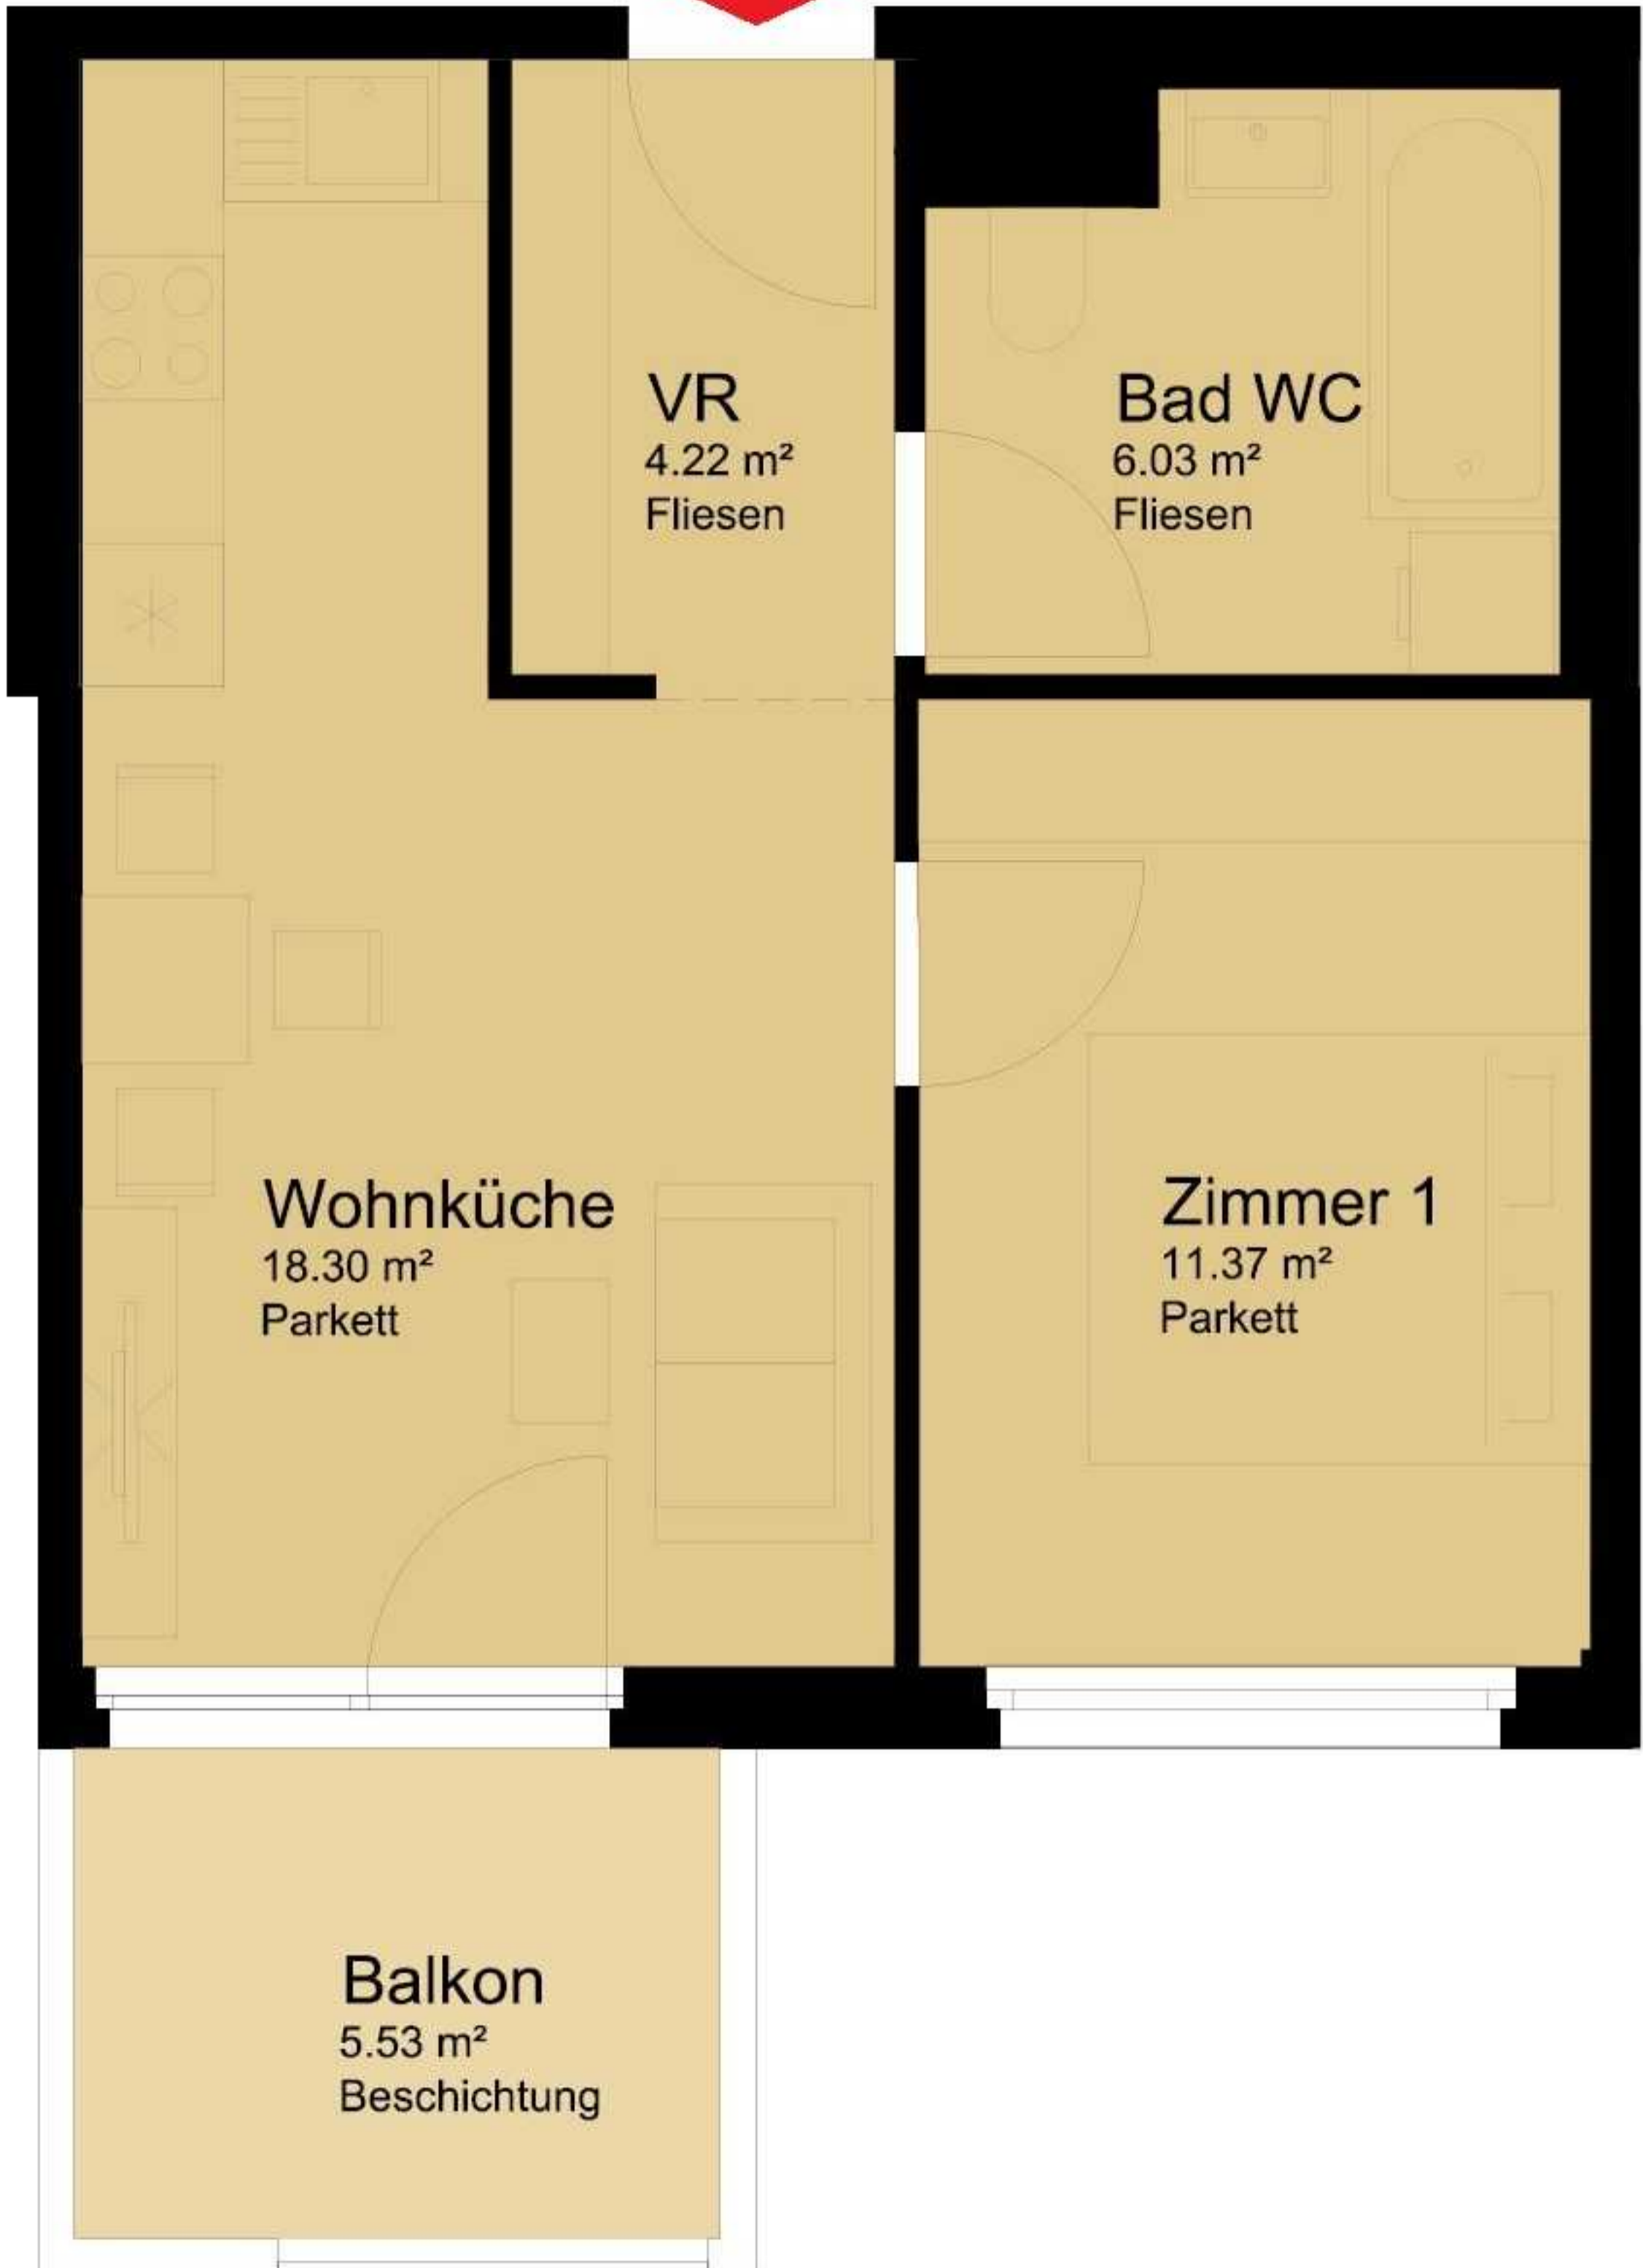 VR
4.22 m²
Fliesen
Bad WC
6.03 m²
Fliesen
Wohnküche
18.30 m²
Parkett
Zimmer 1
11.37 m²
Parkett
Balkon
5.53 m²
Beschichtung